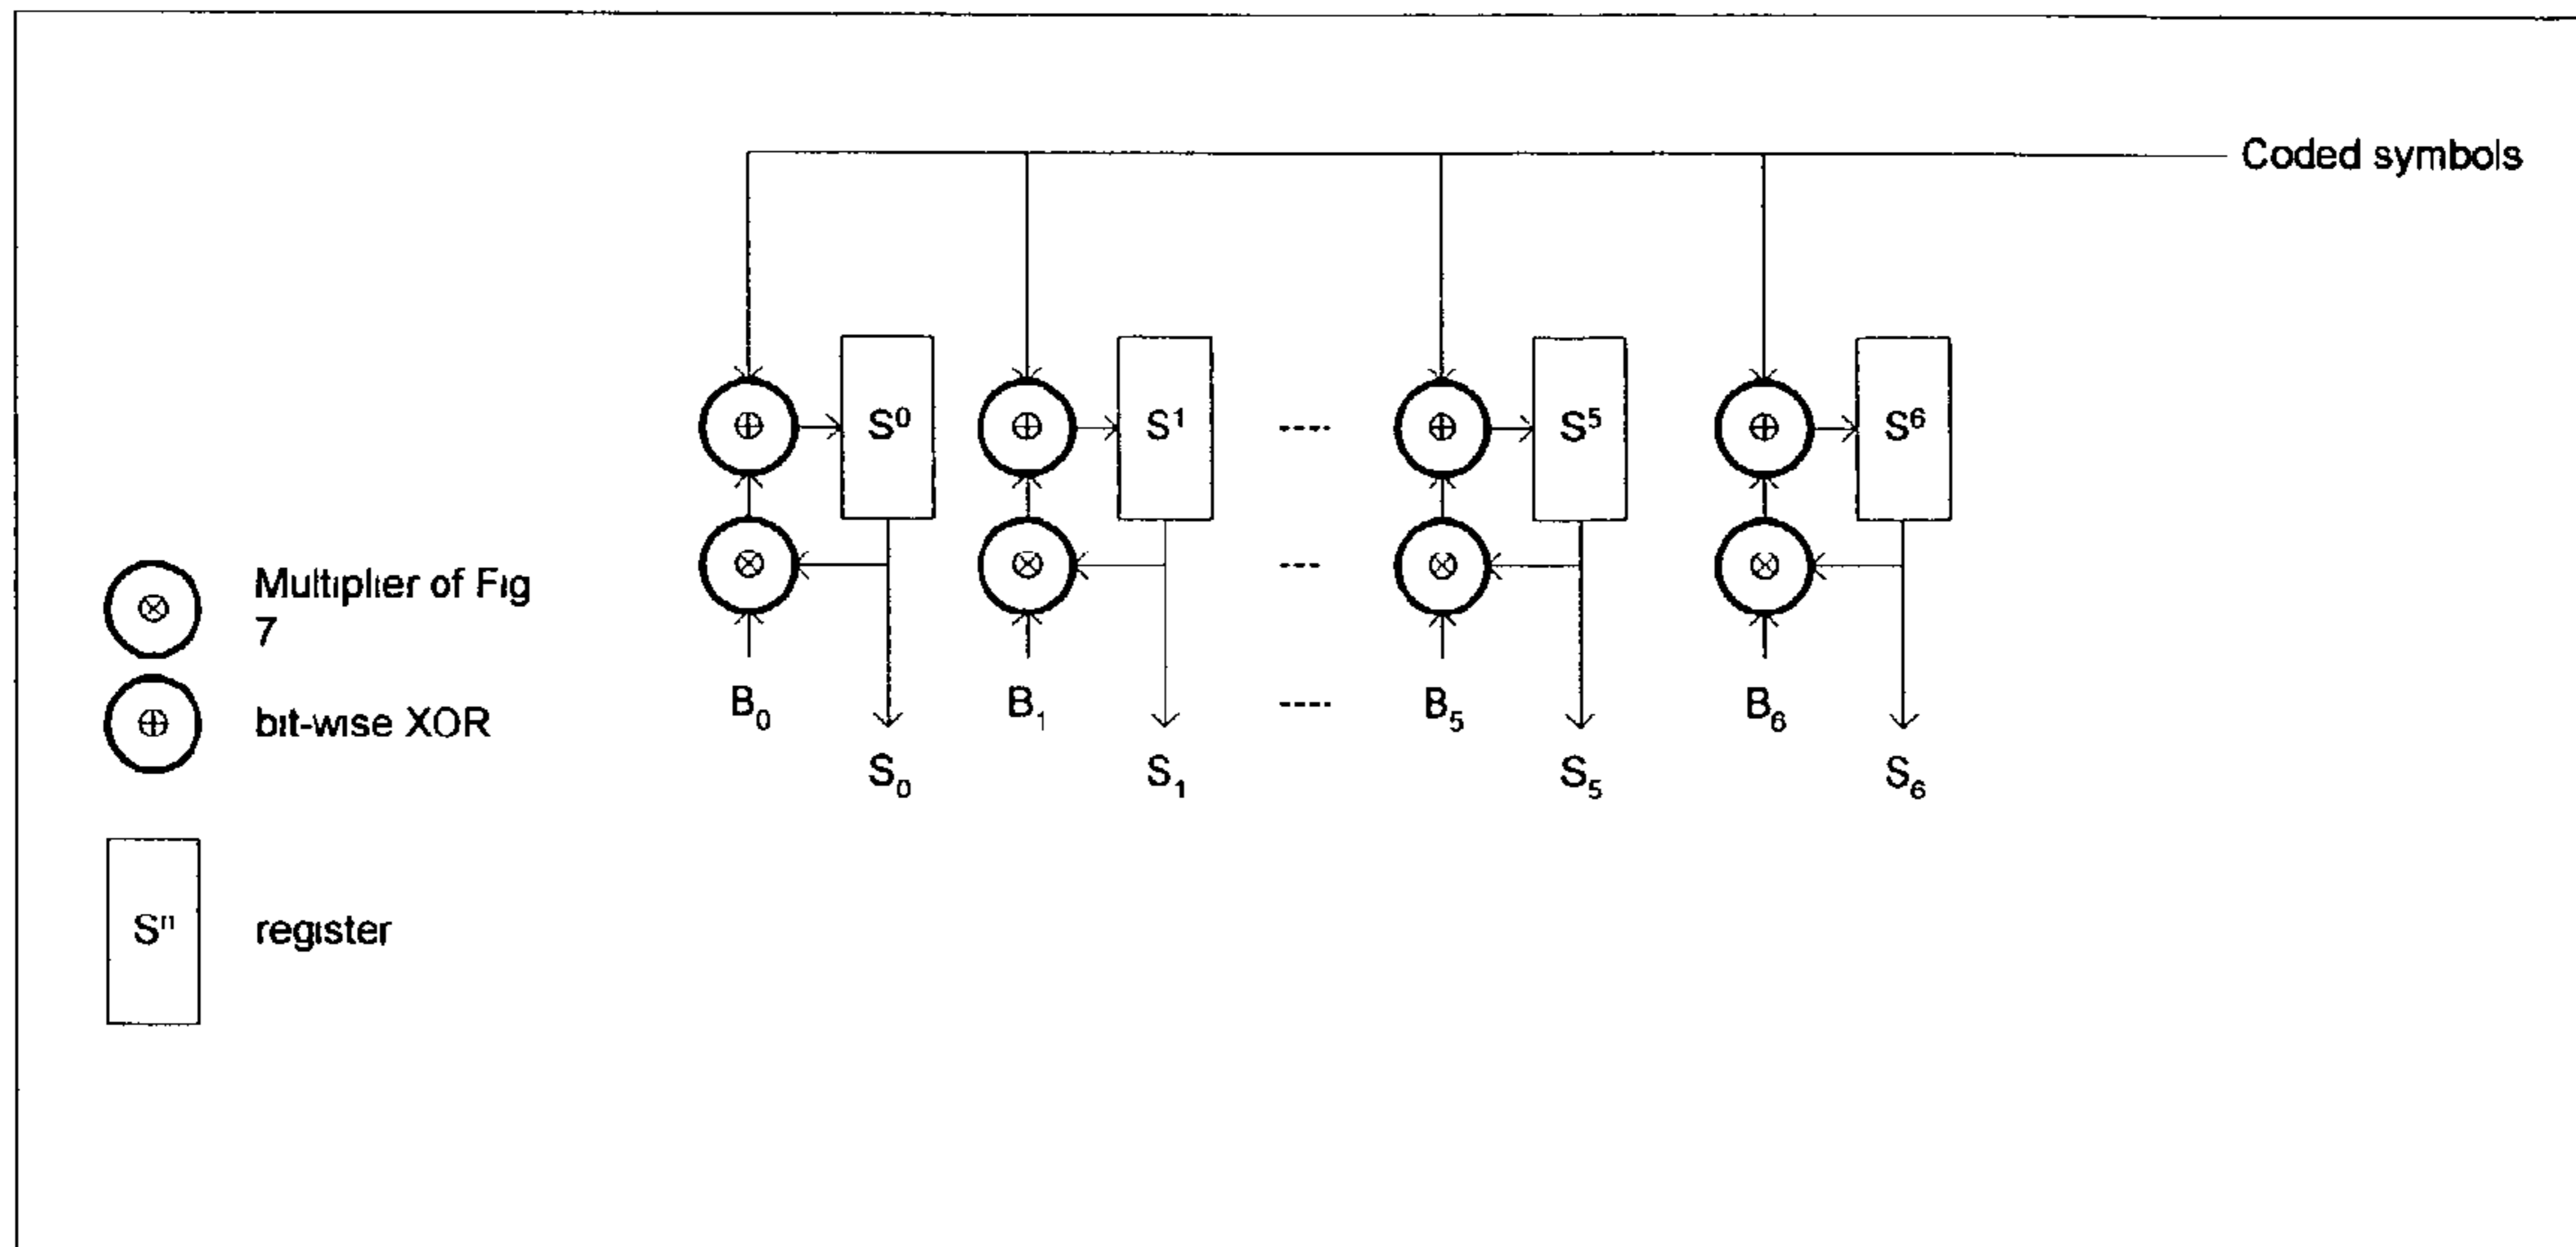 Coded symbols
S⁰ S¹ ---- S⁵ S⁶
Multiplier of Fig
7
bit-wise XOR
B₀ B₁ ---- B₅ B₆
S₀ S₁ S₅ S₆
Sⁿ register